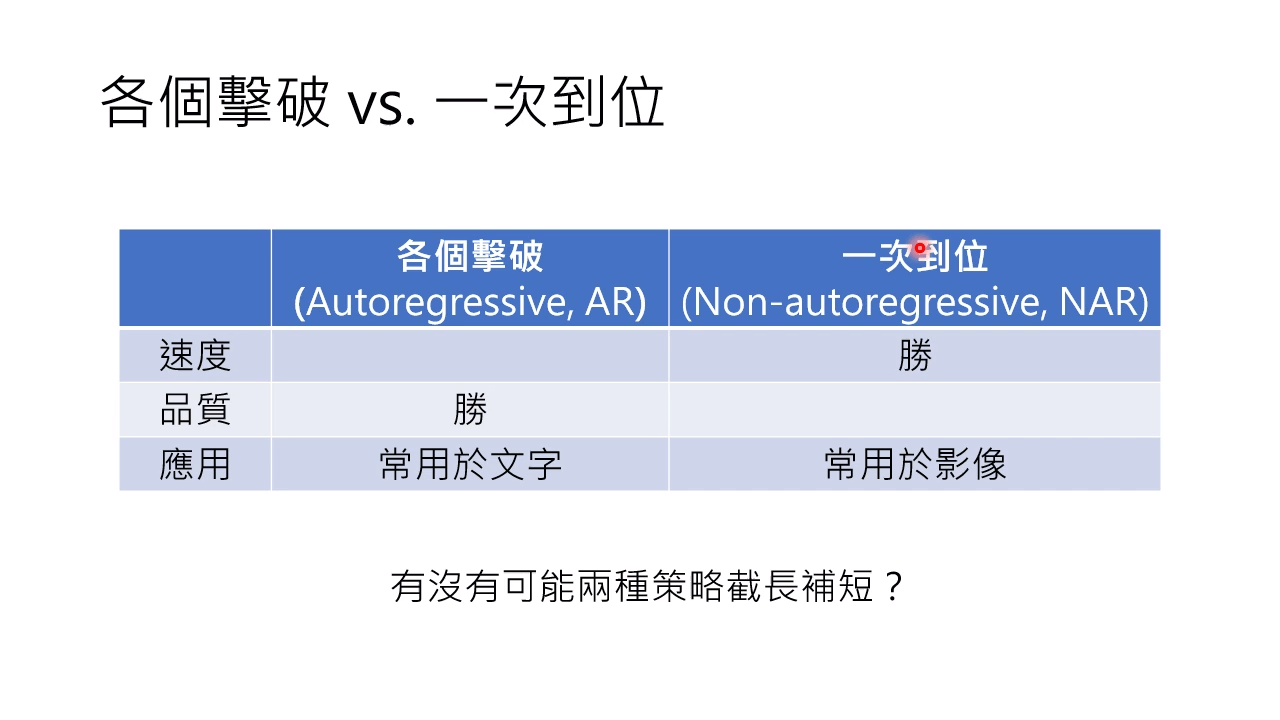 各個擊破 vs. 一次到位
各個擊破 一次到位
(Autoregressive, AR) (Non-autoregressive, NAR)
速度 勝
品質 勝
應用 常用於文字 常用於影像
有沒有可能兩種策略截長補短？